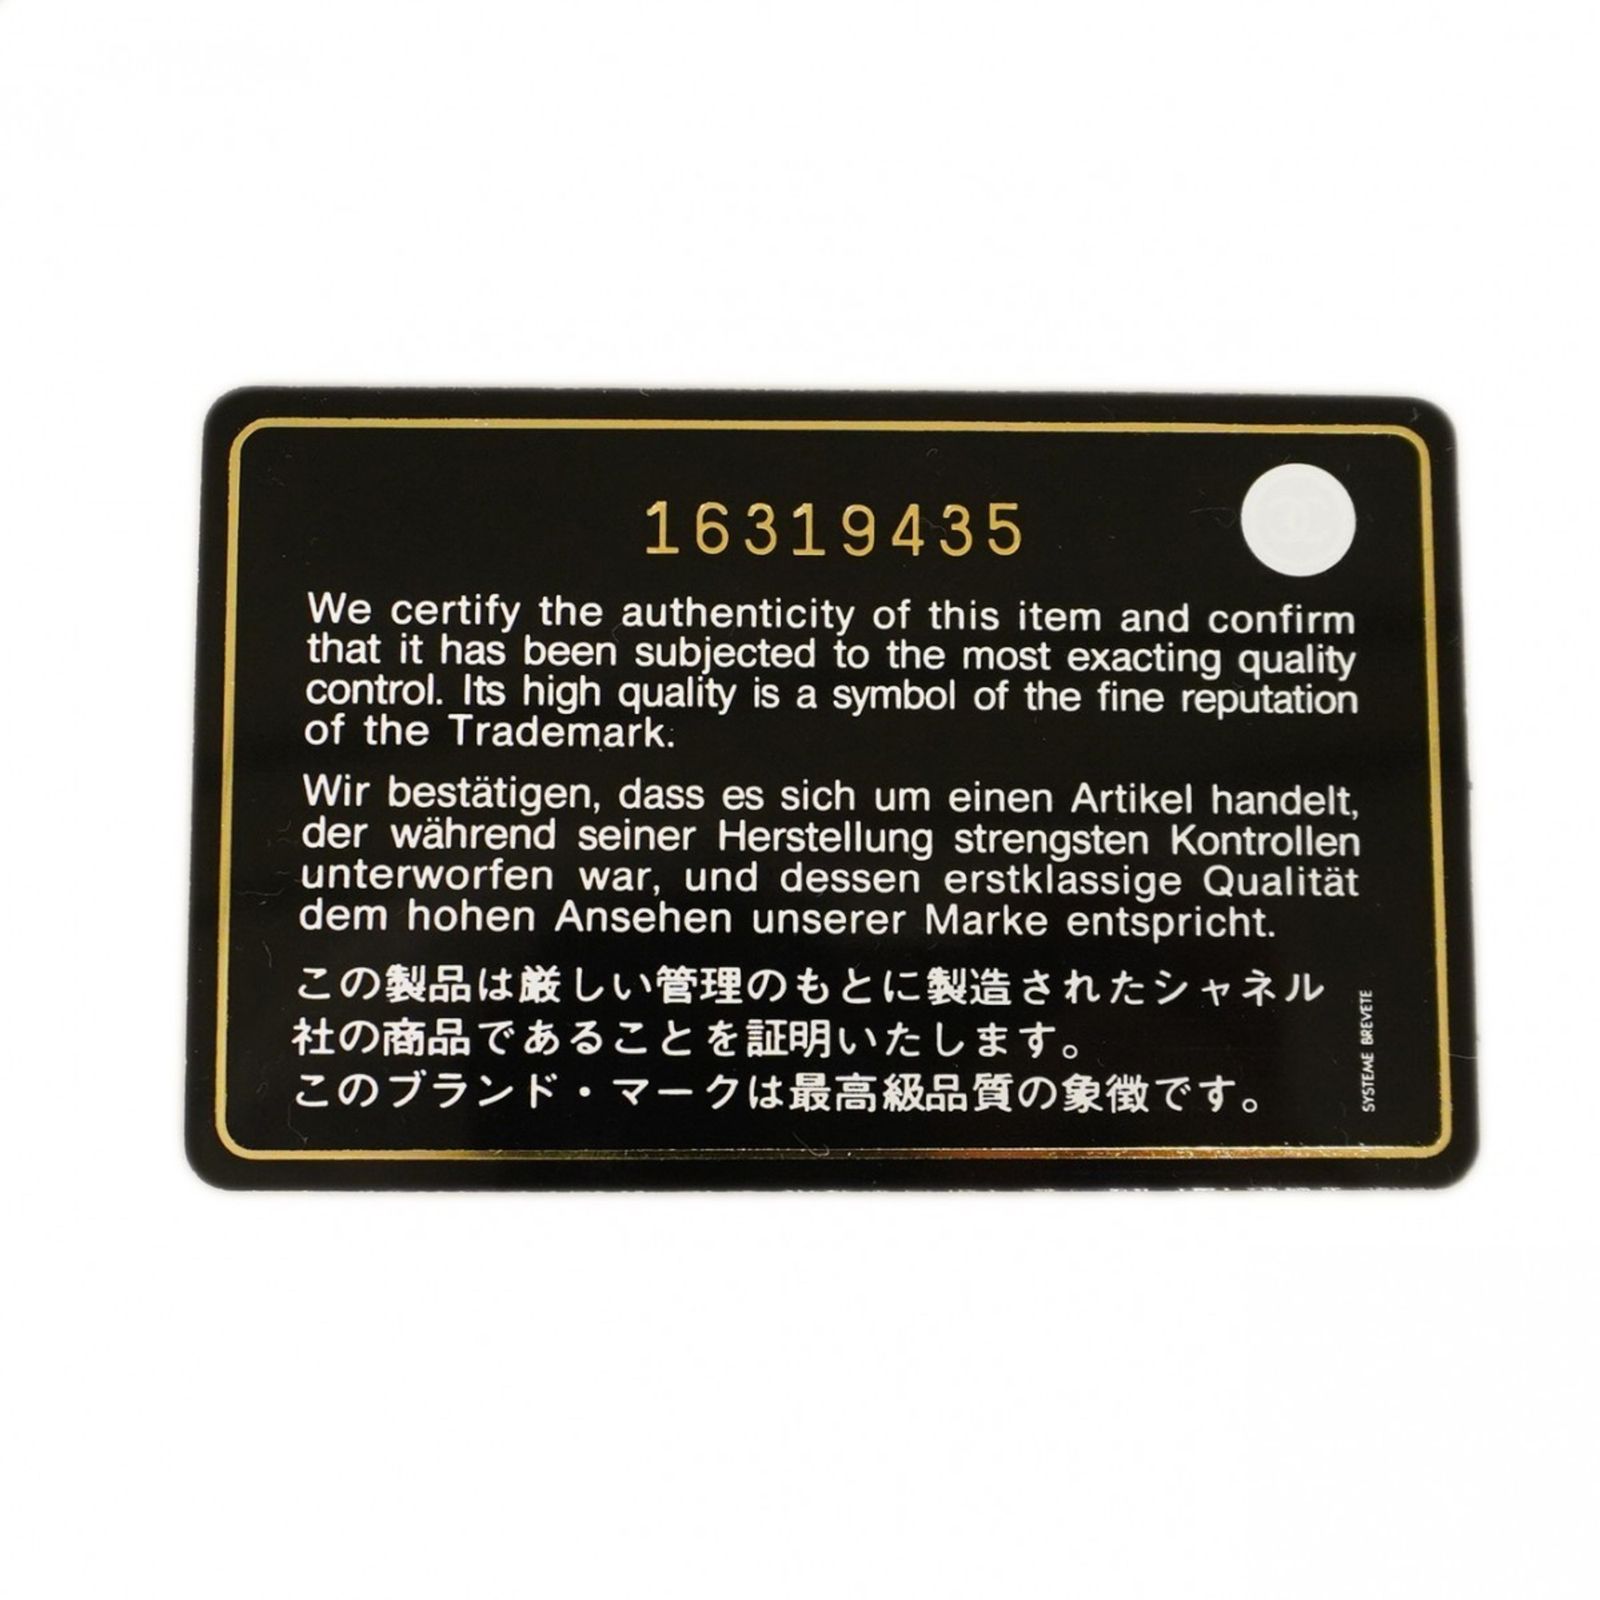 16319435
We certify the authenticity of this item and confirm
that it has been subjected to the most exacting quality
control. Its high quality is a symbol of the fine reputation
of the Trademark.
Wir bestätigen, dass es sich um einen Artikel handelt,
der während seiner Herstellung strengsten Kontrollen
unterworfen war, und dessen erstklassige Qualität
dem hohen Ansehen unserer Marke entspricht.
この製品は厳しい管理のもとに製造されたシャネル
社の商品であることを証明いたします。
このブランド・マークは最高級品質の象徴です。
SYSTEME BREVETE